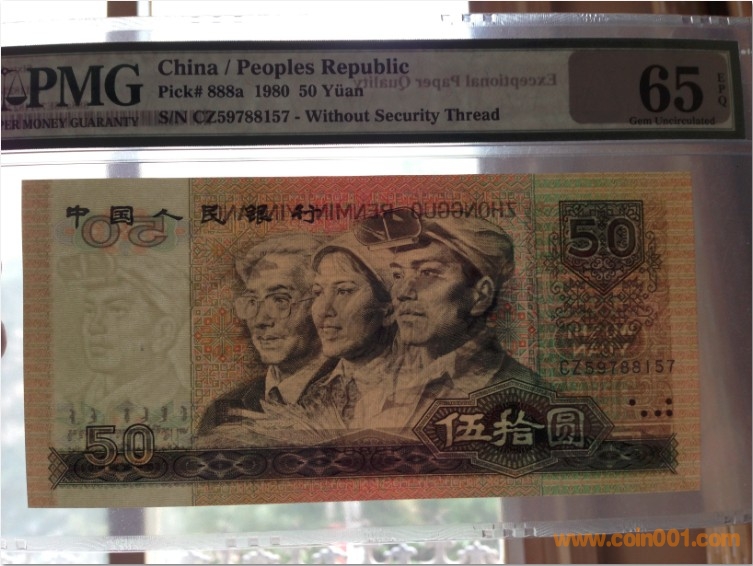 PMG
PER MONEY GUARANTY
China / Peoples Republic
Pick# 888a 1980 50 Yüan
S/N CZ59788157 - Without Security Thread
Exceptional Paper Quality
65
EPQ
Gem Uncirculated
中国人民银行
ZHONGGUO RENMIN YINHANG
50
50
CZ59788157
50
伍拾圆
www.coin001.com